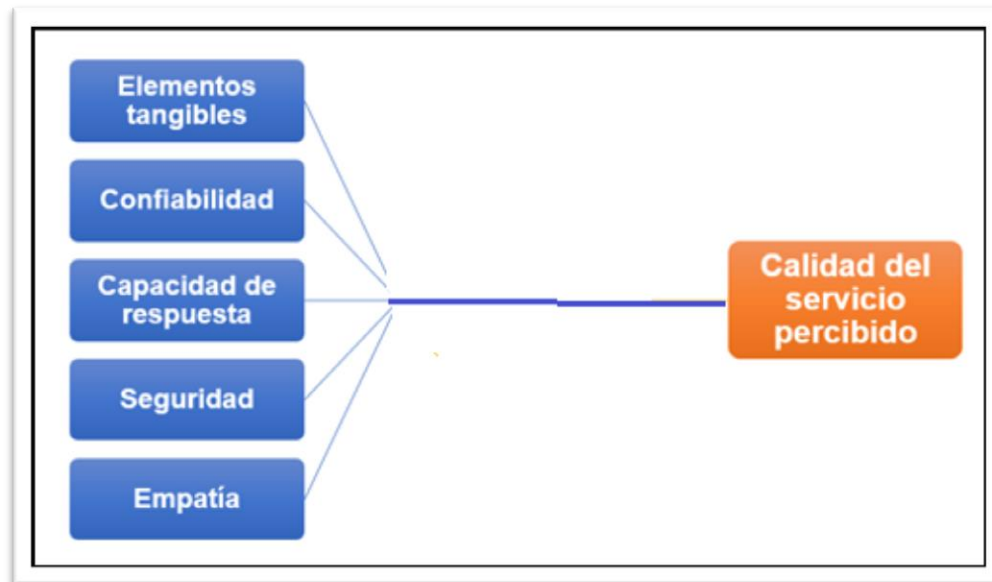 Elementos
tangibles
Confiabilidad
Capacidad de
respuesta
Seguridad
Empatía
Calidad del
servicio
percibido